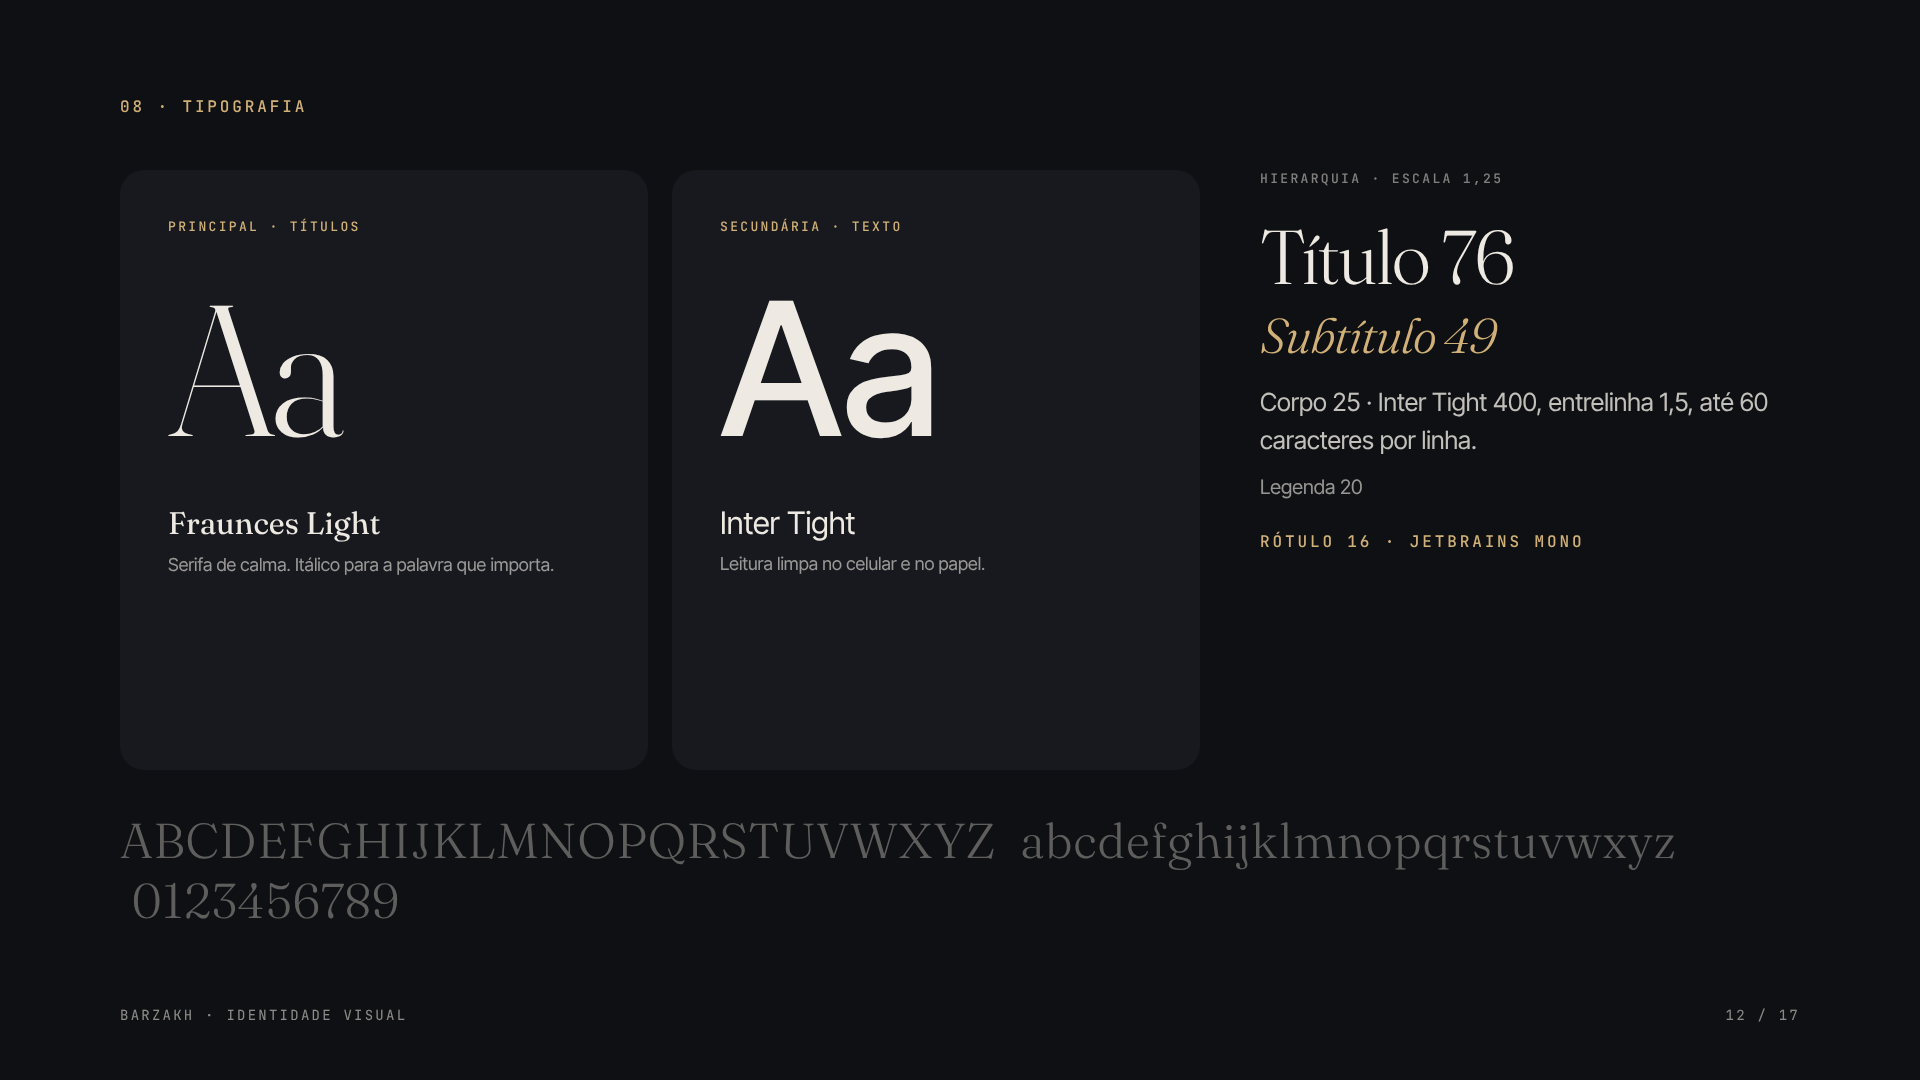 08 · TIPOGRAFIA
PRINCIPAL · TÍTULOS
Aa
Fraunces Light
Serifa de calma. Itálico para a palavra que importa.
SECUNDÁRIA · TEXTO
Aa
Inter Tight
Leitura limpa no celular e no papel.
HIERARQUIA · ESCALA 1,25
Título 76
Subtítulo 49
Corpo 25 · Inter Tight 400, entrelinha 1,5, até 60
caracteres por linha.
Legenda 20
RÓTULO 16 · JETBRAINS MONO
ABCDEFGHIJKLMNOPQRSTUVWXYZ abcdefghijklmnopqrstuvwxyz
0123456789
BARZAKH · IDENTIDADE VISUAL
12 / 17